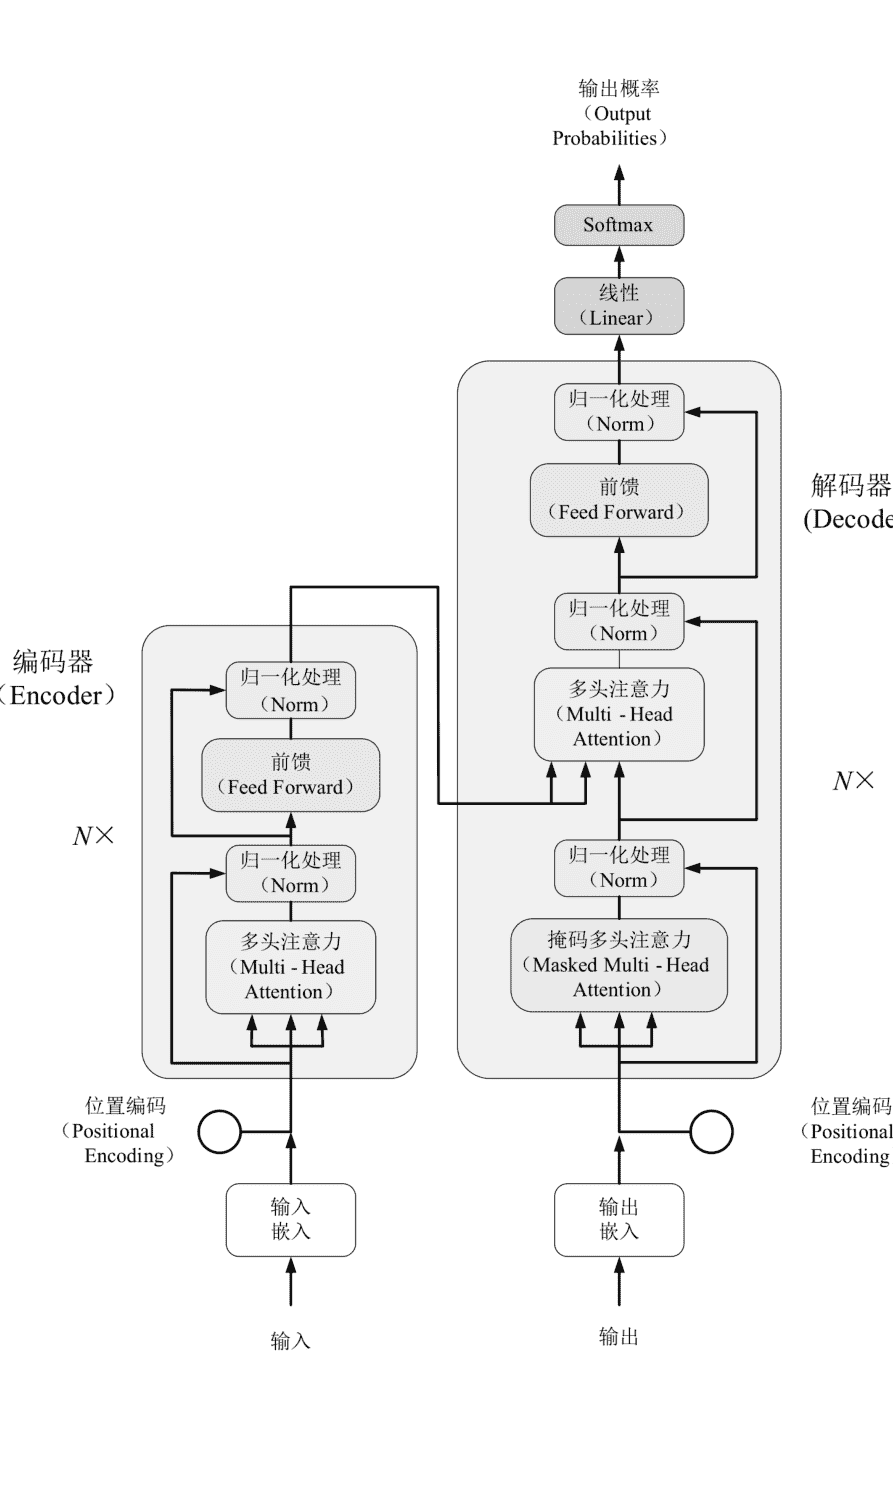 输出概率
（Output
Probabilities）
Softmax
线性
（Linear）
归一化处理
（Norm）
前馈
（Feed Forward）
解码器
(Decode
归一化处理
（Norm）
多头注意力
（Multi - Head
Attention）
N×
归一化处理
（Norm）
掩码多头注意力
（Masked Multi - Head
Attention）
编码器
（Encoder）
归一化处理
（Norm）
前馈
（Feed Forward）
N×
归一化处理
（Norm）
多头注意力
（Multi - Head
Attention）
位置编码
（Positional
Encoding）
位置编码
（Positional
Encoding
输入
嵌入
输出
嵌入
输入
输出